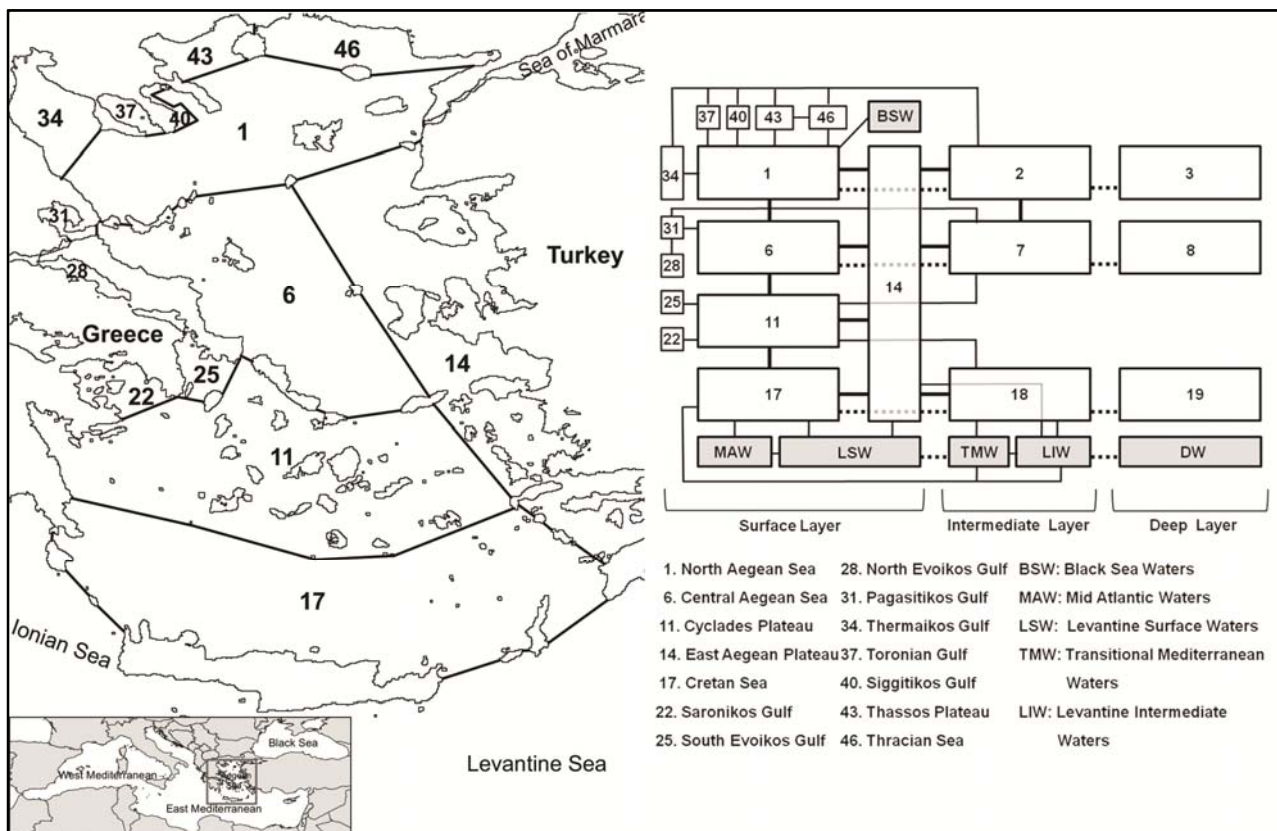 43
46
Sea of Marmara
34
37
40
1
31
Turkey
28
6
Greece
14
25
22
11
17
Ionian Sea
Levantine Sea
Black Sea
West Mediterranean
Aegean
Sea
East Mediterranean
37 40 43 46 BSW
34 1 2 3
31 6 7 8
28 14
25 11
22
17 18 19
MAW LSW TMW LIW DW
Surface Layer Intermediate Layer Deep Layer
1. North Aegean Sea 28. North Evoikos Gulf BSW: Black Sea Waters
6. Central Aegean Sea 31. Pagasitikos Gulf MAW: Mid Atlantic Waters
11. Cyclades Plateau 34. Thermaikos Gulf LSW: Levantine Surface Waters
14. East Aegean Plateau 37. Toronian Gulf TMW: Transitional Mediterranean
17. Cretan Sea 40. Siggitikos Gulf Waters
22. Saronikos Gulf 43. Thassos Plateau LIW: Levantine Intermediate
25. South Evoikos Gulf 46. Thracian Sea Waters